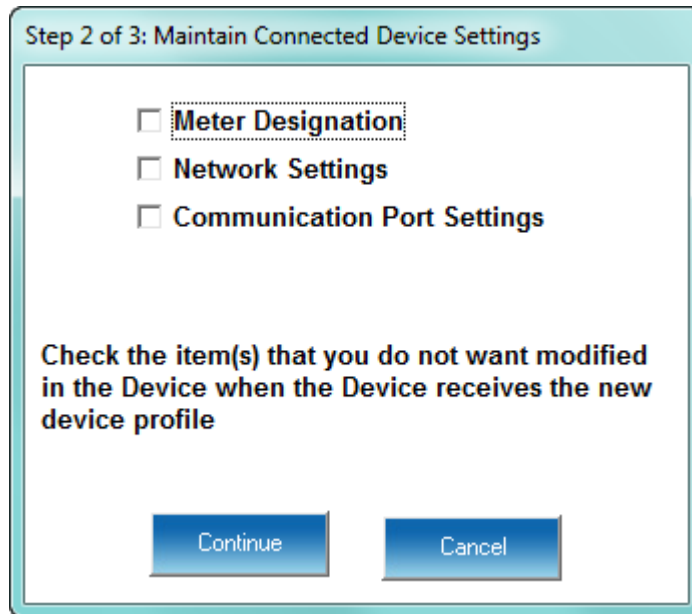 Step 2 of 3: Maintain Connected Device Settings
Meter Designation
Network Settings
Communication Port Settings
Check the item(s) that you do not want modified
in the Device when the Device receives the new
device profile
Continue
Cancel